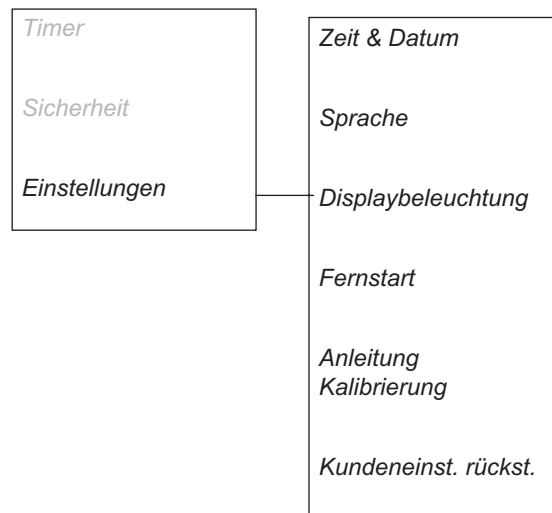 Timer
Sicherheit
Einstellungen
Zeit & Datum
Sprache
Displaybeleuchtung
Fernstart
Anleitung
Kalibrierung
Kundeneinst. rückst.